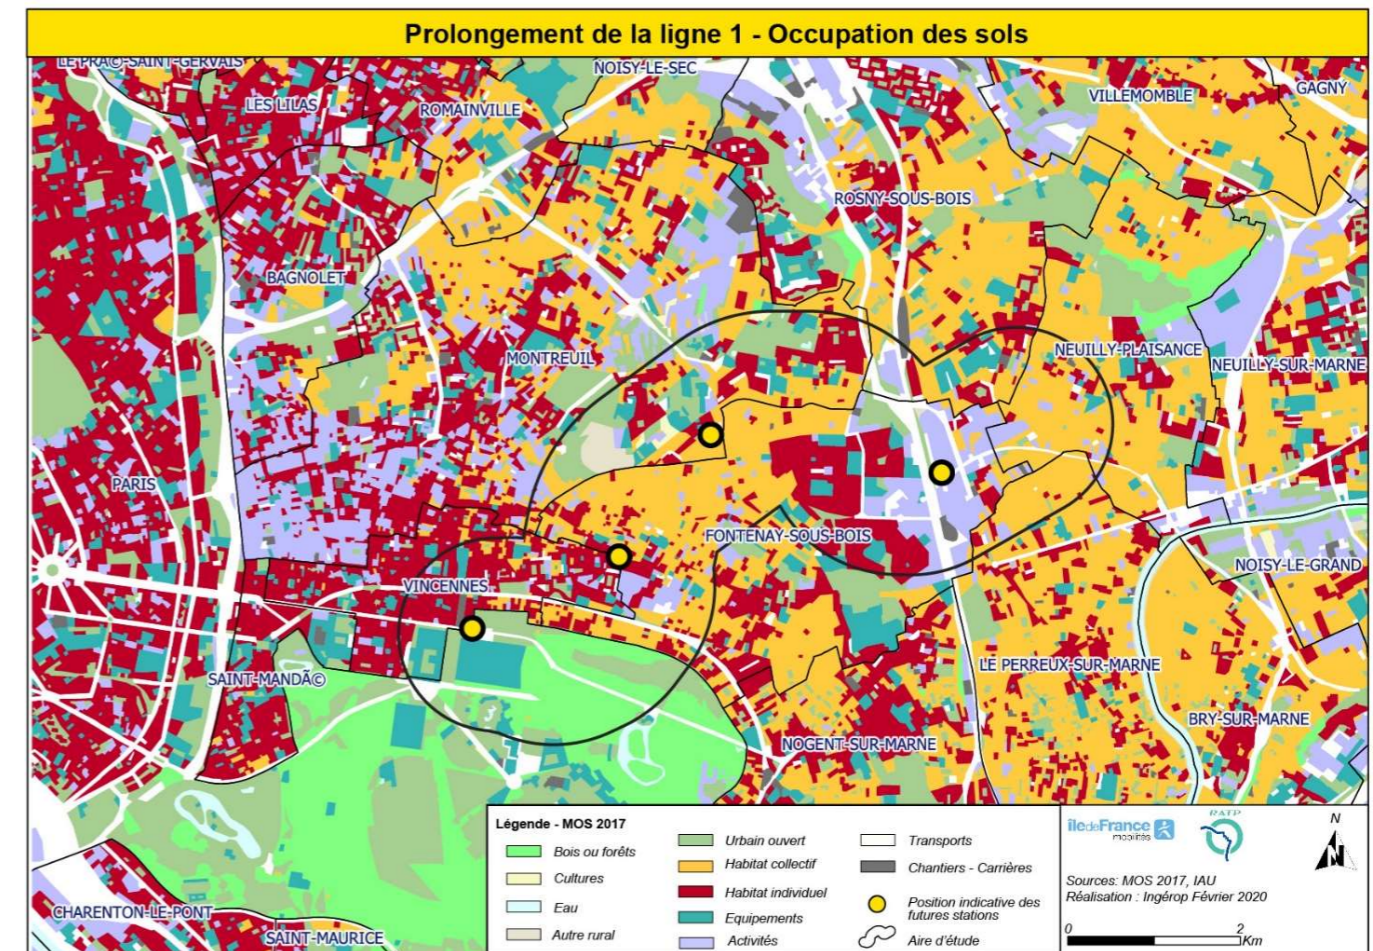 Prolongement de la ligne 1 - Occupation des sols
LE PRÃ©-SAINT-GERVAIS
NOISY-LE-SEC
GAGNY
VILLEMOMBLE
LES LILAS
ROMAINVILLE
ROSNY-SOUS-BOIS
BAGNOLET
MONTREUIL
NEUILLY-PLAISANCE
NEUILLY-SUR-MARNE
PARIS
FONTENAY-SOUS-BOIS
NOISY-LE-GRAND
VINCENNES
SAINT-MANDÃ©
LE PERREUX-SUR-MARNE
BRY-SUR-MARNE
NOGENT-SUR-MARNE
CHARENTON-LE-PONT
SAINT-MAURICE
Légende - MOS 2017
Bois ou forêts
Cultures
Eau
Autre rural
Urbain ouvert
Habitat collectif
Habitat individuel
Equipements
Activités
Transports
Chantiers - Carrières
Position indicative des
futures stations
Aire d'étude
îledeFrance
mobilités
RATP
N
Sources: MOS 2017, IAU
Réalisation : Ingérop Février 2020
0 2
Km